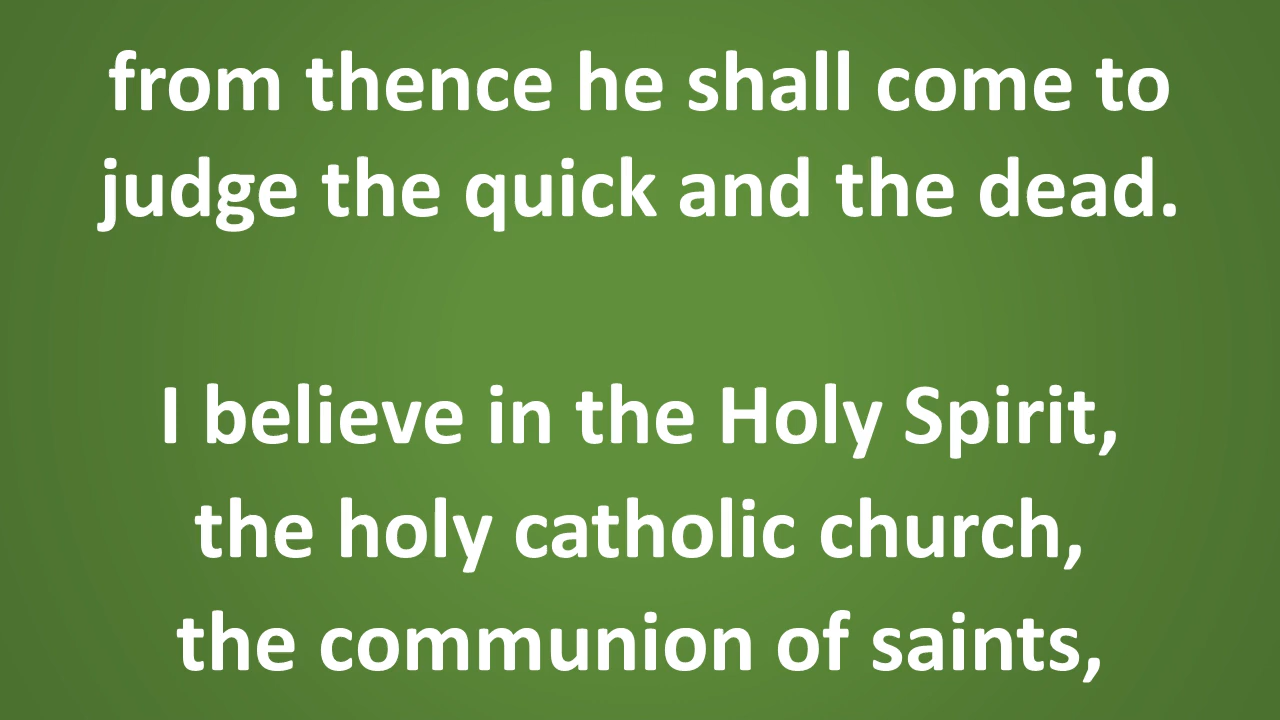 from thence he shall come to
judge the quick and the dead.
I believe in the Holy Spirit,
the holy catholic church,
the communion of saints,